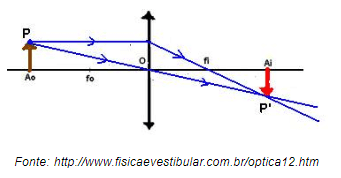 P
O
fi
Ai
Ao
fo
P'
Fonte: http://www.fisicaevestibular.com.br/optica12.htm